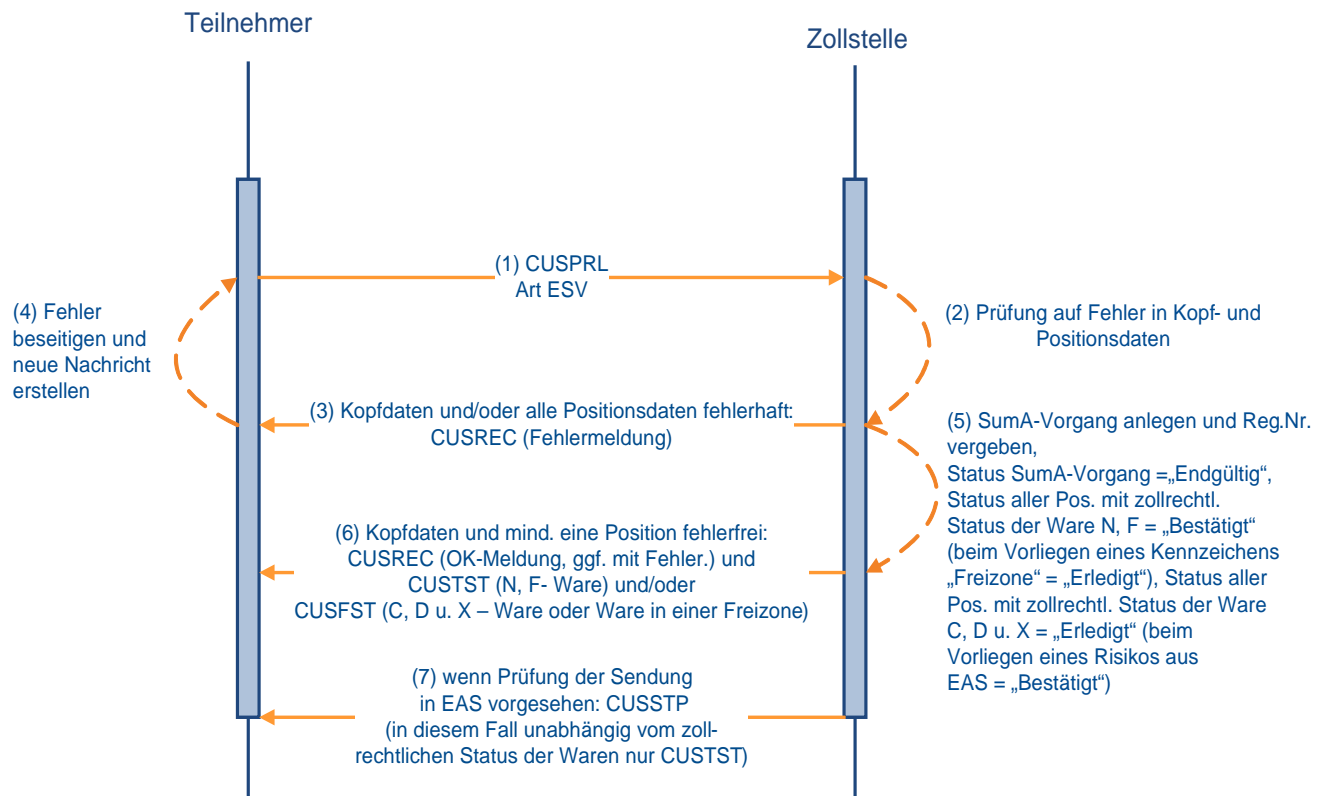 Teilnehmer
Zollstelle
(1) CUSPRL
Art ESV
(2) Prüfung auf Fehler in Kopf- und
Positionsdaten
(3) Kopfdaten und/oder alle Positionsdaten fehlerhaft:
CUSREC (Fehlermeldung)
(4) Fehler
beseitigen und
neue Nachricht
erstellen
(5) SumA-Vorgang anlegen und Reg.Nr.
vergeben,
Status SumA-Vorgang =„Endgültig“,
Status aller Pos. mit zollrechtl.
Status der Ware N, F = „Bestätigt“
(beim Vorliegen eines Kennzeichens
„Freizone“ = „Erledigt“), Status aller
Pos. mit zollrechtl. Status der Ware
C, D u. X = „Erledigt“ (beim
Vorliegen eines Risikos aus
EAS = „Bestätigt“)
(6) Kopfdaten und mind. eine Position fehlerfrei:
CUSREC (OK-Meldung, ggf. mit Fehler.) und
CUSTST (N, F- Ware) und/oder
CUSFST (C, D u. X – Ware oder Ware in einer Freizone)
(7) wenn Prüfung der Sendung
in EAS vorgesehen: CUSSTP
(in diesem Fall unabhängig vom zoll-
rechtlichen Status der Waren nur CUSTST)